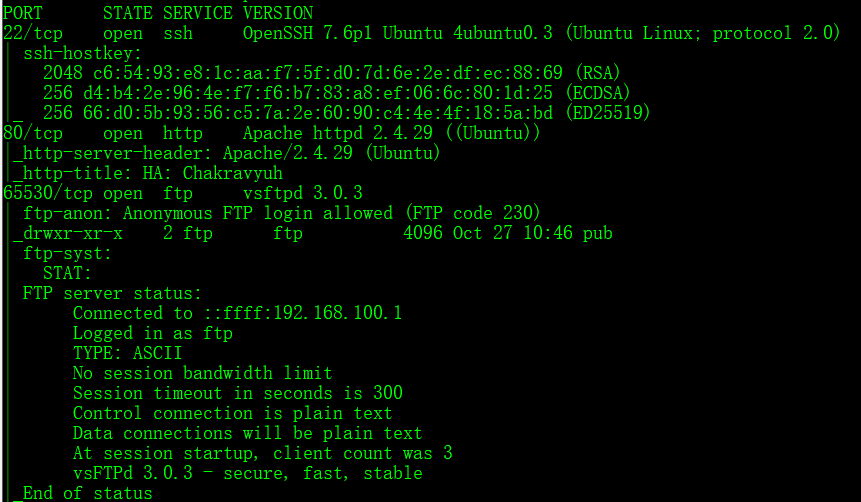 PORT      STATE SERVICE VERSION
22/tcp    open  ssh     OpenSSH 7.6p1 Ubuntu 4ubuntu0.3 (Ubuntu Linux; protocol 2.0)
| ssh-hostkey:
|   2048 c6:54:93:e8:1c:aa:f7:5f:d0:7d:6e:2e:df:ec:88:69 (RSA)
|   256 d4:b4:2e:96:4e:f7:f6:b7:83:a8:ef:06:6c:80:1d:25 (ECDSA)
|_  256 66:d0:5b:93:56:c5:7a:2e:60:90:c4:4e:4f:18:5a:bd (ED25519)
80/tcp    open  http    Apache httpd 2.4.29 ((Ubuntu))
|_http-server-header: Apache/2.4.29 (Ubuntu)
|_http-title: HA: Chakravyuh
65530/tcp open  ftp     vsftpd 3.0.3
| ftp-anon: Anonymous FTP login allowed (FTP code 230)
|_drwxr-xr-x    2 ftp      ftp          4096 Oct 27 10:46 pub
| ftp-syst:
|   STAT:
| FTP server status:
|      Connected to ::ffff:192.168.100.1
|      Logged in as ftp
|      TYPE: ASCII
|      No session bandwidth limit
|      Session timeout in seconds is 300
|      Control connection is plain text
|      Data connections will be plain text
|      At session startup, client count was 3
|      vsFTPd 3.0.3 - secure, fast, stable
|_End of status